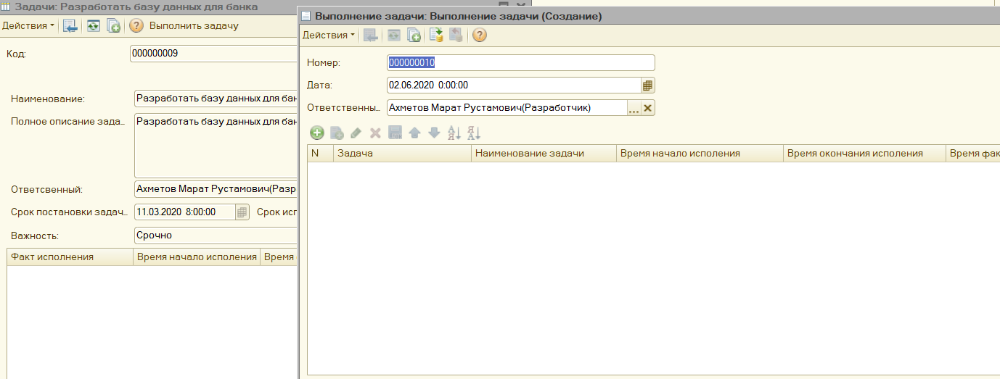 Задачи: Разработать базу данных для банка
Действия
Выполнить задачу
Код:
000000009
Наименование:
Разработать базу данных для бан
Полное описание зада...
Разработать базу данных для бан
Ответсвенный:
Ахметов Марат Рустамович(Разр
Срок постановки задач...
11.03.2020 8:00:00
Срок исп
Важность:
Срочно
Факт исполнения
Время начало исполения
Время
Выполнение задачи: Выполнение задачи (Создание)
Действия
Номер:
000000010
Дата:
02.06.2020 0:00:00
Ответственны...
Ахметов Марат Рустамович(Разработчик)
N
Задача
Наименование задачи
Время начало исполения
Время окончания исполения
Время фак